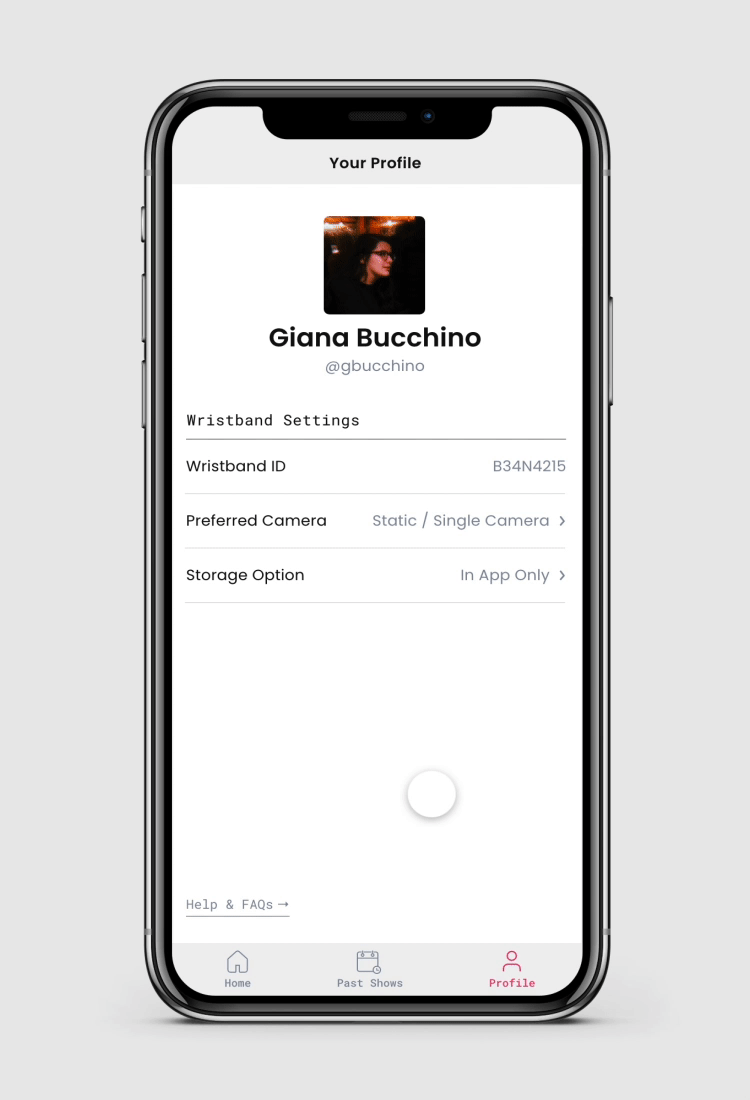 Your Profile
Giana Bucchino
@gbucchino
Wristband Settings
Wristband ID B34N4215
Preferred Camera Static / Single Camera >
Storage Option In App Only >
Help & FAQs →
Home Past Shows Profile